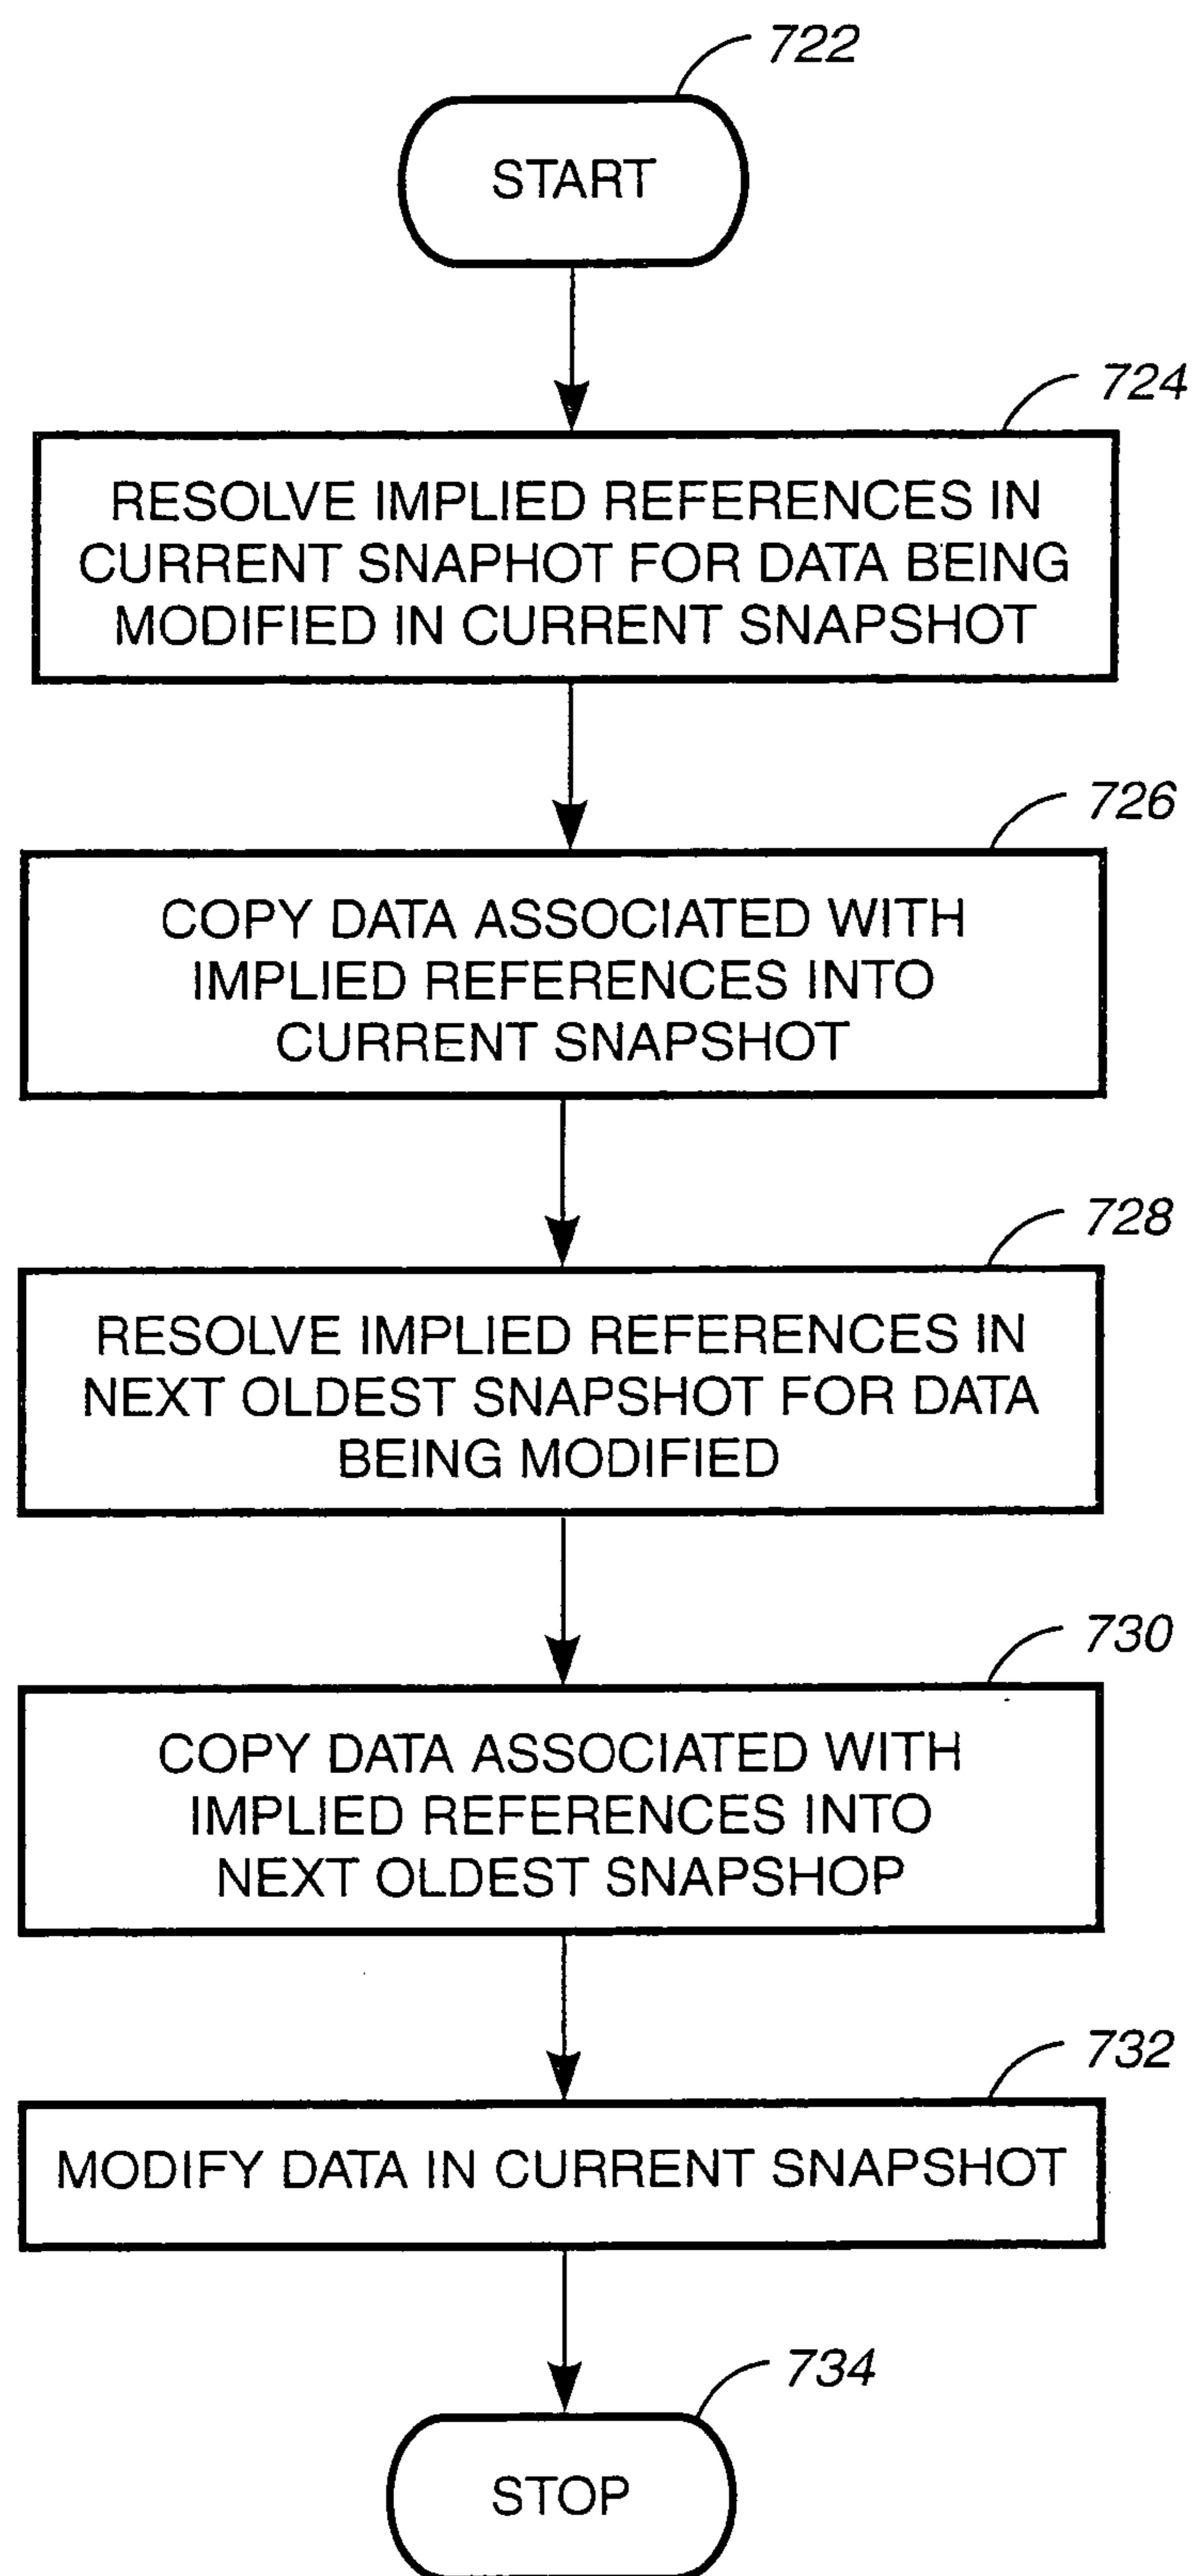 722
START
724
RESOLVE IMPLIED REFERENCES IN
CURRENT SNAPHOT FOR DATA BEING
MODIFIED IN CURRENT SNAPSHOT
726
COPY DATA ASSOCIATED WITH
IMPLIED REFERENCES INTO
CURRENT SNAPSHOT
728
RESOLVE IMPLIED REFERENCES IN
NEXT OLDEST SNAPSHOT FOR DATA
BEING MODIFIED
730
COPY DATA ASSOCIATED WITH
IMPLIED REFERENCES INTO
NEXT OLDEST SNAPSHOP
732
MODIFY DATA IN CURRENT SNAPSHOT
734
STOP